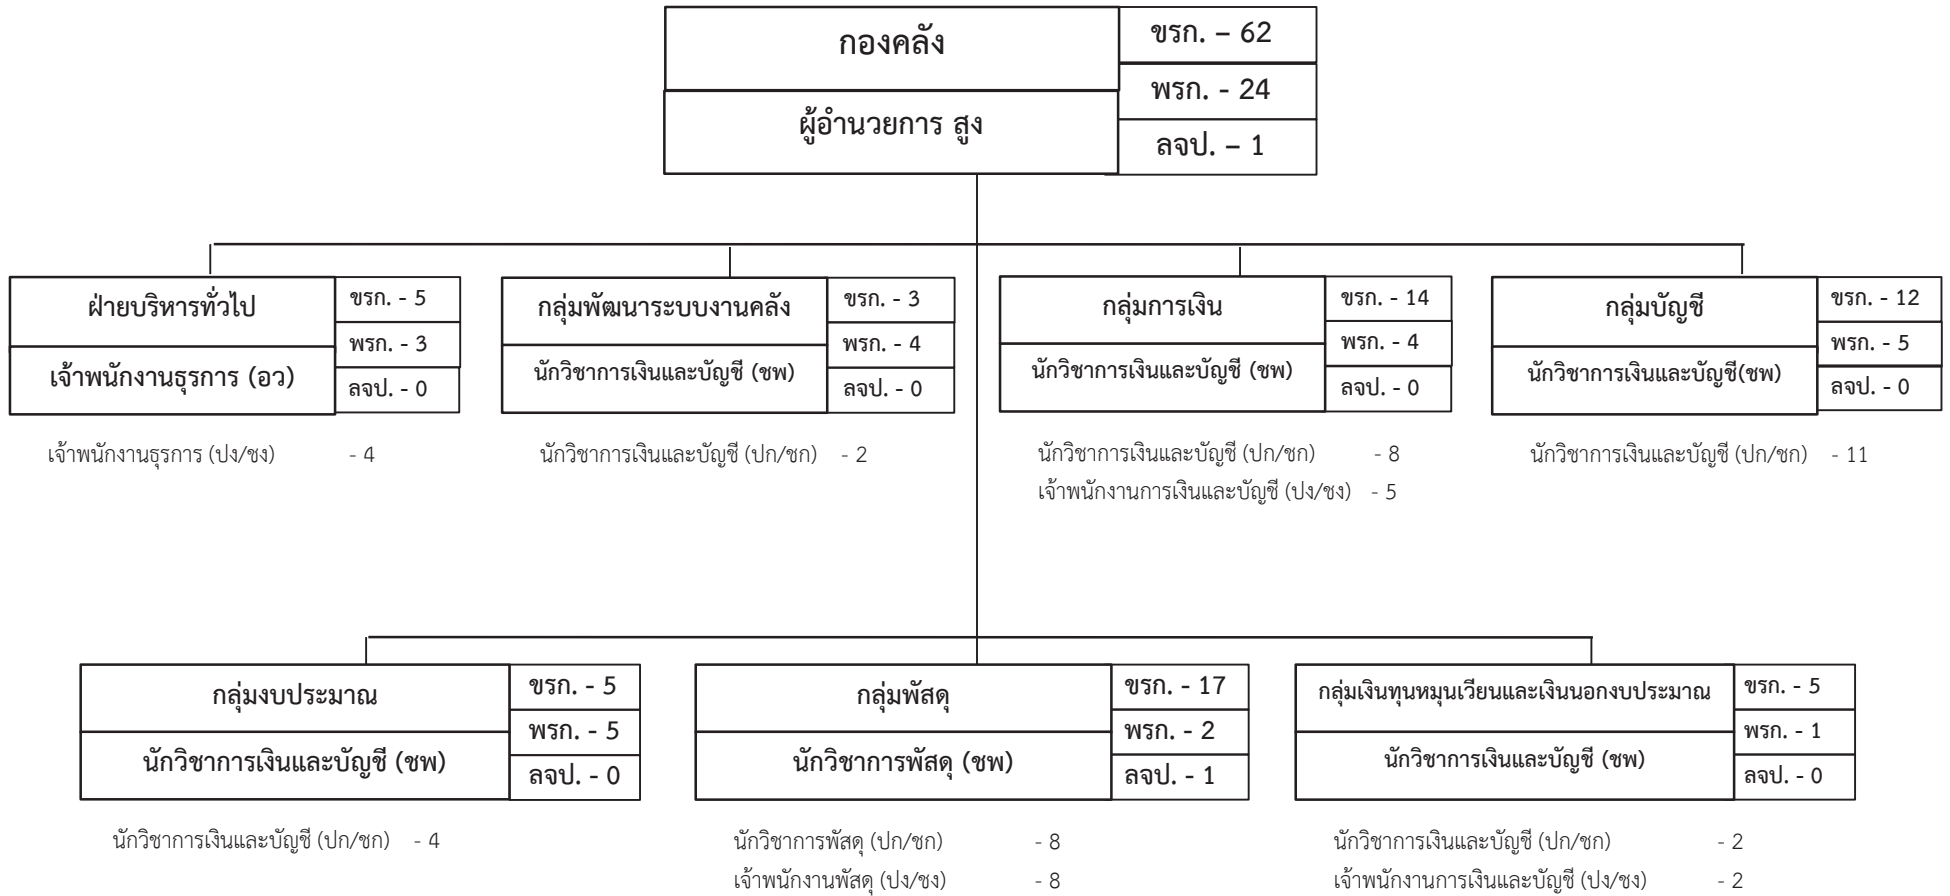 กองคลัง
ผู้อำนวยการ สูง
ขรก. – 62
พรก. - 24
ลจป. – 1
ฝ่ายบริหารทั่วไป
เจ้าพนักงานธุรการ (อว)
ขรก. - 5
พรก. - 3
ลจป. - 0
เจ้าพนักงานธุรการ (ปง/ชง) - 4
กลุ่มพัฒนาระบบงานคลัง
นักวิชาการเงินและบัญชี (ชพ)
ขรก. - 3
พรก. - 4
ลจป. - 0
นักวิชาการเงินและบัญชี (ปก/ชก) - 2
กลุ่มการเงิน
นักวิชาการเงินและบัญชี (ชพ)
ขรก. - 14
พรก. - 4
ลจป. - 0
นักวิชาการเงินและบัญชี (ปก/ชก) - 8
เจ้าพนักงานการเงินและบัญชี (ปง/ชง) - 5
กลุ่มบัญชี
นักวิชาการเงินและบัญชี(ชพ)
ขรก. - 12
พรก. - 5
ลจป. - 0
นักวิชาการเงินและบัญชี (ปก/ชก) - 11
กลุ่มงบประมาณ
นักวิชาการเงินและบัญชี (ชพ)
ขรก. - 5
พรก. - 5
ลจป. - 0
นักวิชาการเงินและบัญชี (ปก/ชก) - 4
กลุ่มพัสดุ
นักวิชาการพัสดุ (ชพ)
ขรก. - 17
พรก. - 2
ลจป. - 1
นักวิชาการพัสดุ (ปก/ชก) - 8
เจ้าพนักงานพัสดุ (ปง/ชง) - 8
กลุ่มเงินทุนหมุนเวียนและเงินนอกงบประมาณ
นักวิชาการเงินและบัญชี (ชพ)
ขรก. - 5
พรก. - 1
ลจป. - 0
นักวิชาการเงินและบัญชี (ปก/ชก) - 2
เจ้าพนักงานการเงินและบัญชี (ปง/ชง) - 2